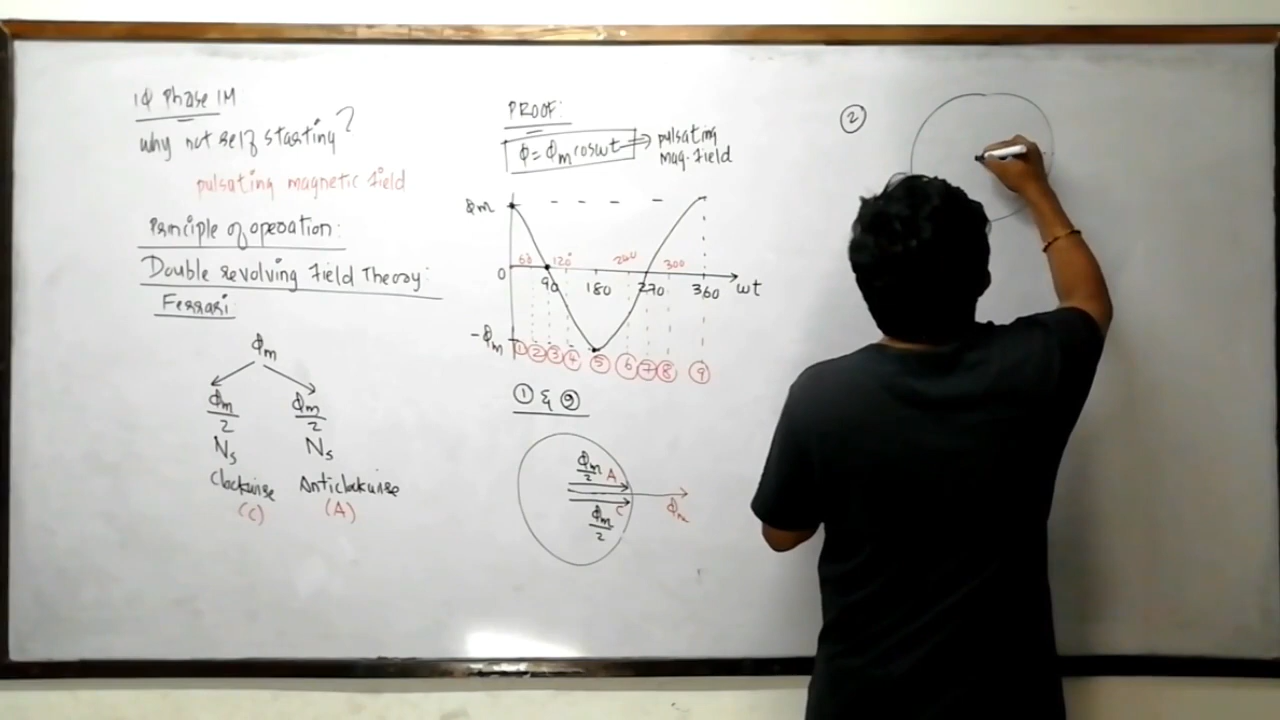 1Φ Phase IM
Why not self starting?
pulsating magnetic field
Principle of operation:
Double revolving field Theory:
Ferrari:
Φm
Φm/2 Φm/2
Ns Ns
Clockwise Anticlockwise
(C) (A)
PROOF:
Φ = Φm cosωt → pulsating
mag. field
Φm
60 120° 240 300
0 90 180 270 360 ωt
-Φm
① ② ③ ④ ⑤ ⑥ ⑦ ⑧ ⑨
① & ⑨
Φm/2 A
Φm/2 C
Φm
②